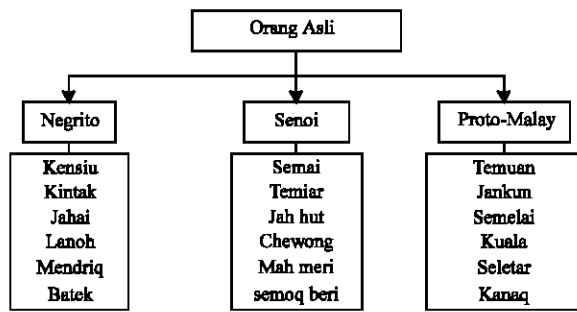 Orang Asli
Negrito
Senoi
Proto-Malay
Kensiu
Kintak
Jahai
Lanoh
Mendriq
Batek
Semai
Temiar
Jah hut
Chewong
Mah meri
semoq beri
Temuan
Jankun
Semelai
Kuala
Seletar
Kanaq